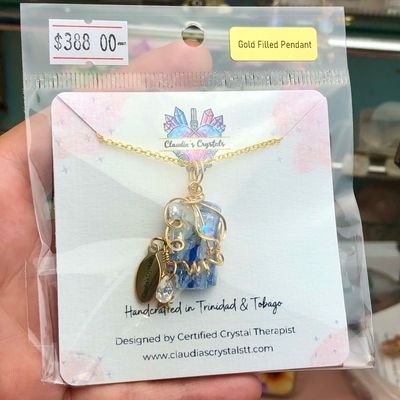 $388 00
Gold Filled Pendant
Claudia's Crystals
Handcrafted in Trinidad & Tobago
Designed by Certified Crystal Therapist
www.claudiascrystalstt.com